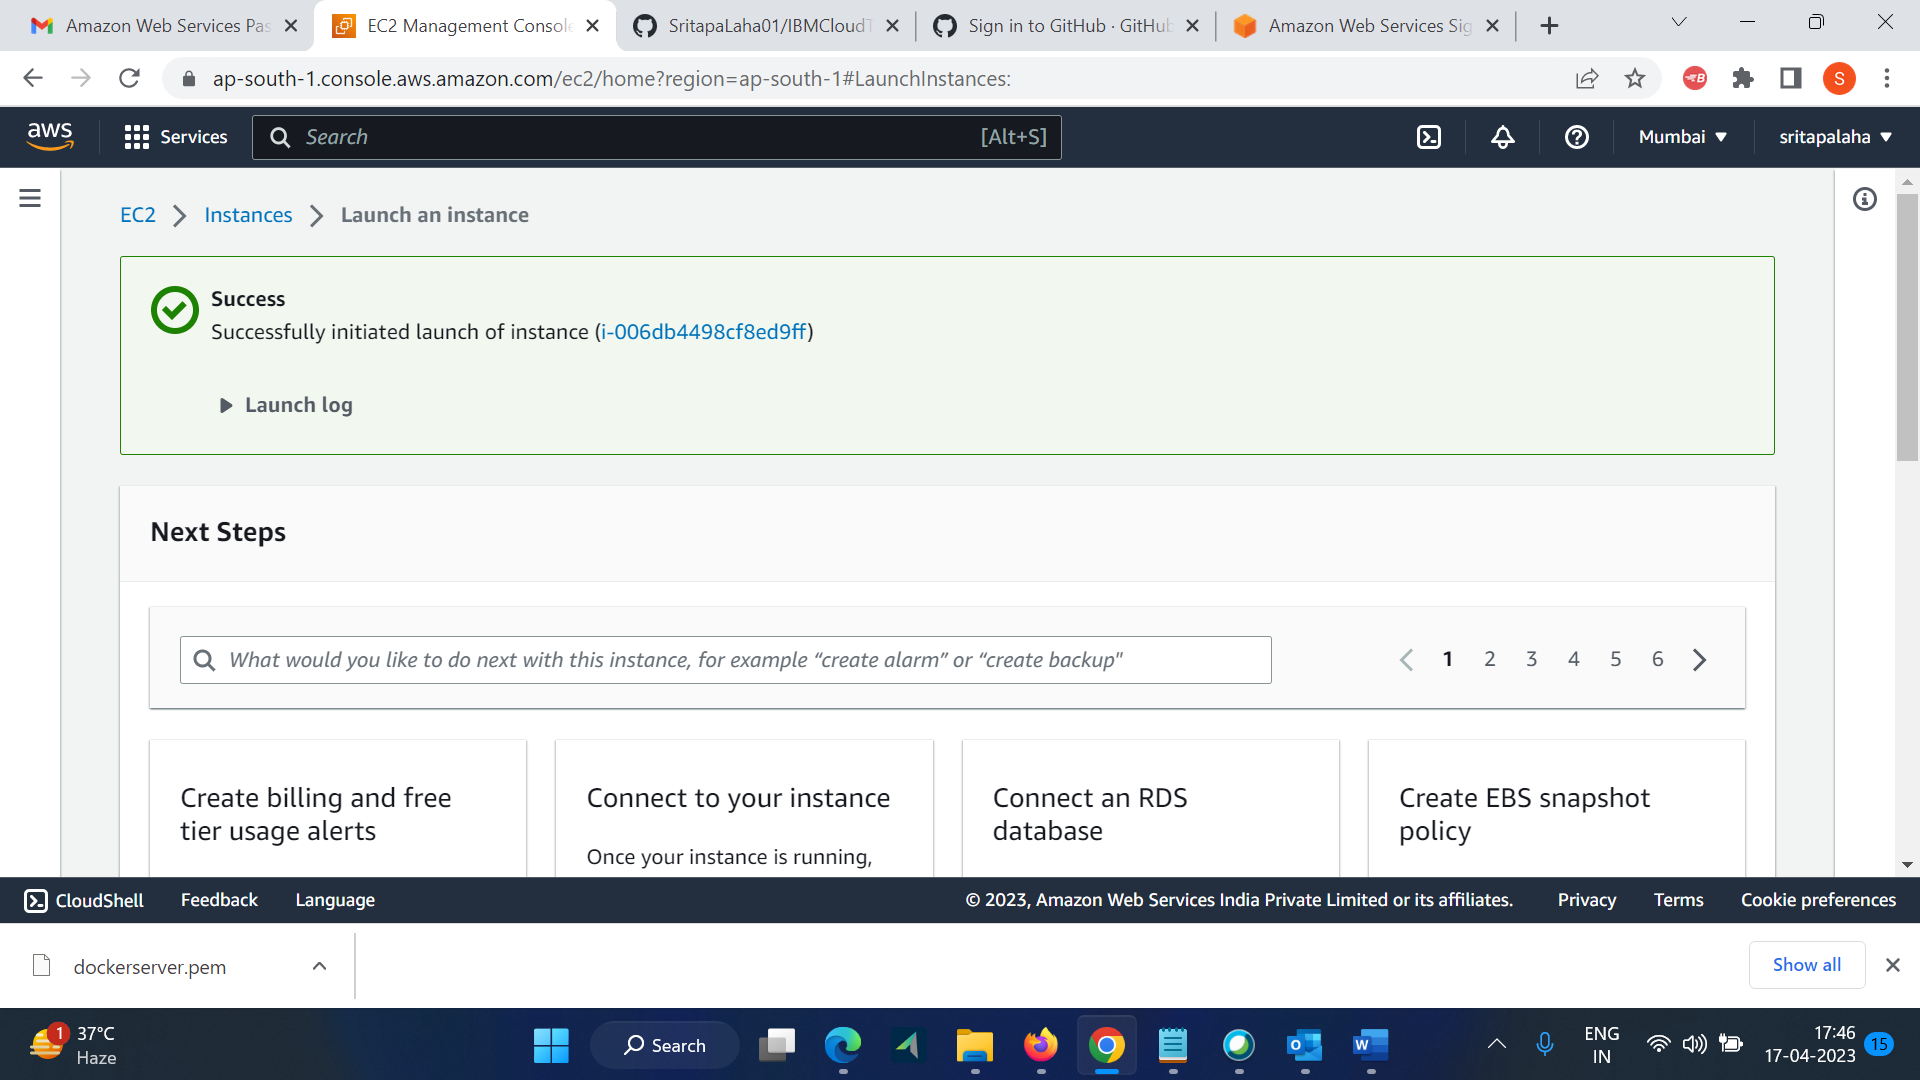 Amazon Web Services Pas
EC2 Management Console
SritapaLaha01/IBMCloudT
Sign in to GitHub · GitHub
Amazon Web Services Sig
ap-south-1.console.aws.amazon.com/ec2/home?region=ap-south-1#LaunchInstances:
B
S
aws
Services
Search
[Alt+S]
Mumbai
sritapalaha
EC2
Instances
Launch an instance
Success
Successfully initiated launch of instance (i-006db4498cf8ed9ff)
Launch log
Next Steps
What would you like to do next with this instance, for example “create alarm” or “create backup"
1 2 3 4 5 6
Create billing and free
tier usage alerts
Connect to your instance
Once your instance is running,
Connect an RDS
database
Create EBS snapshot
policy
CloudShell
Feedback
Language
© 2023, Amazon Web Services India Private Limited or its affiliates.
Privacy
Terms
Cookie preferences
dockerserver.pem
Show all
1
37°C
Haze
Search
ENG
IN
17:46
17-04-2023
15